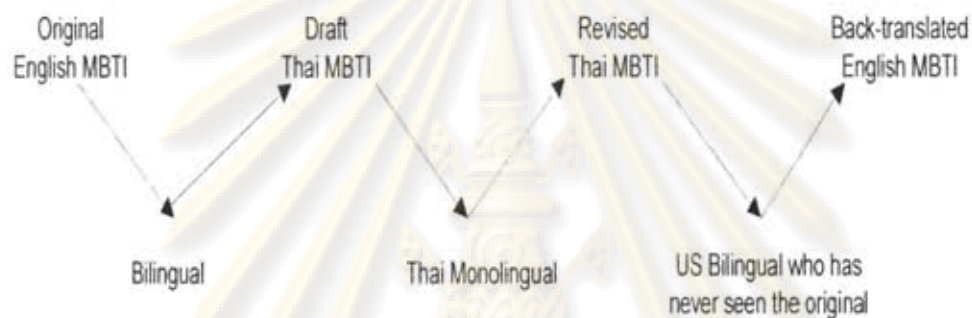 Original
English MBTI
Draft
Thai MBTI
Revised
Thai MBTI
Back-translated
English MBTI
Bilingual
Thai Monolingual
US Bilingual who has
never seen the original